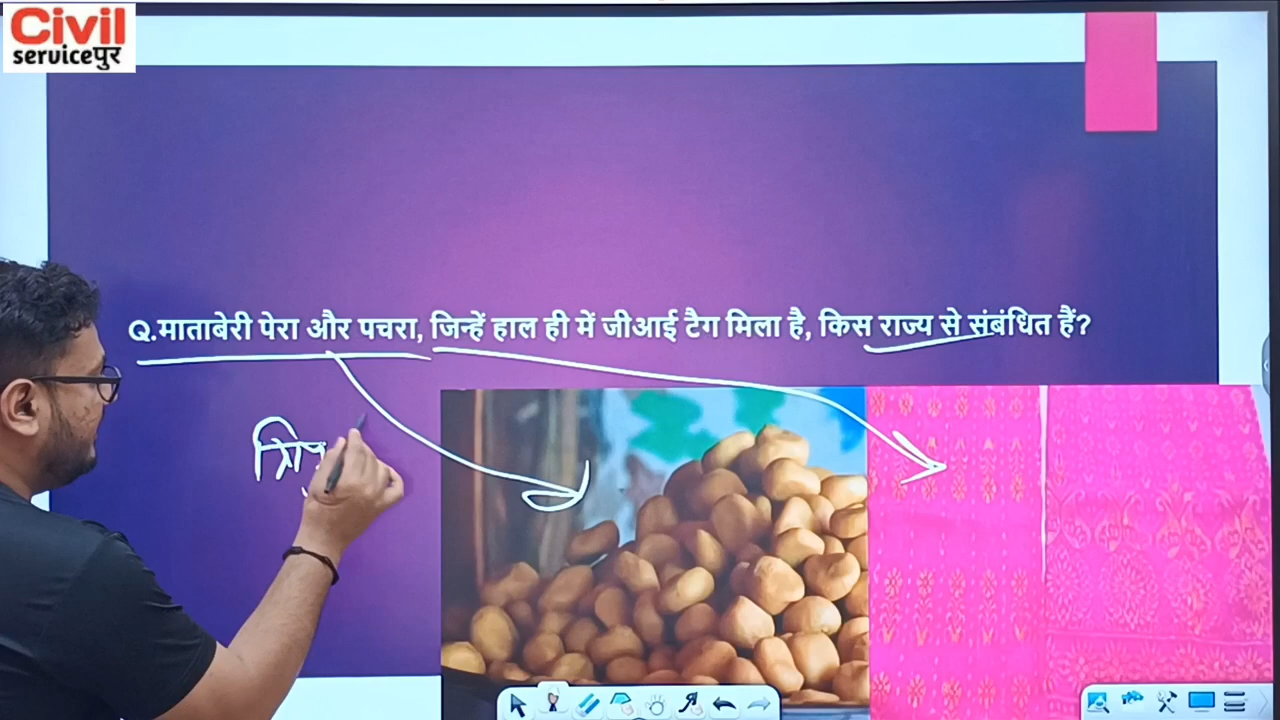 Civil
serviceपुर
Q.माताबेरी पेरा और पचरा, जिन्हें हाल ही में जीआई टैग मिला है, किस राज्य से संबंधित हैं?